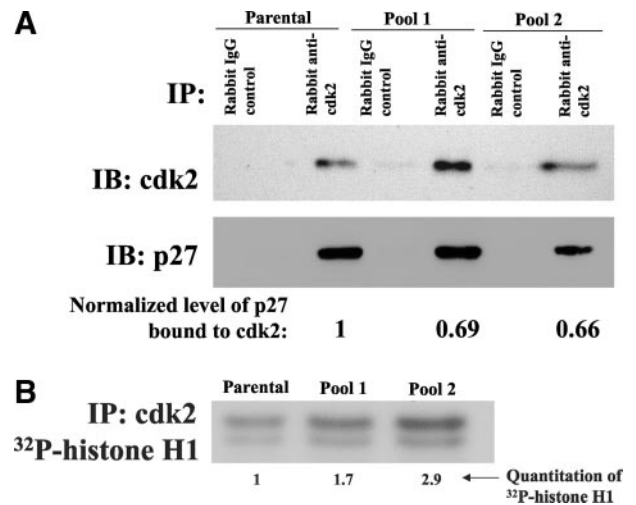 A
Parental Pool 1 Pool 2
IP:
Rabbit IgG
control
Rabbit anti-
cdk2
Rabbit IgG
control
Rabbit anti-
cdk2
Rabbit IgG
control
Rabbit anti-
cdk2
IB: cdk2
IB: p27
Normalized level of p27
bound to cdk2: 1 0.69 0.66
B
Parental Pool 1 Pool 2
IP: cdk2
³²P-histone H1
1 1.7 2.9 Quantitation of
³²P-histone H1